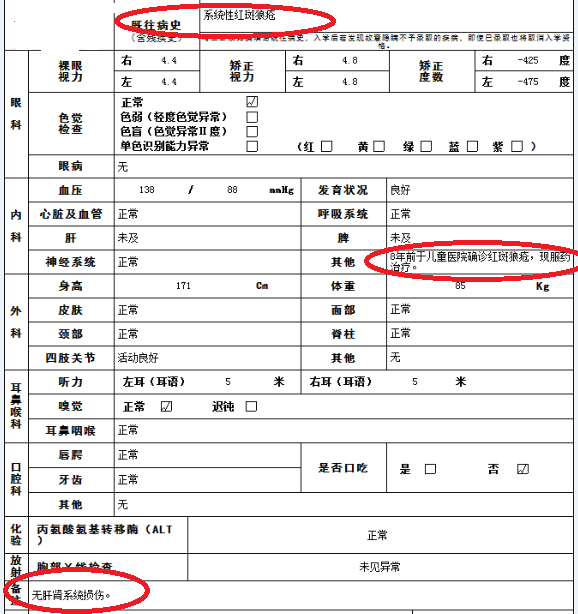 既往病史 系统性红斑狼疮
(含残疾史) 病史,入学后若发现故意隐瞒不予录取的疾病,即使已录取也将取消入学资格。
眼科
裸眼视力 右 4.4 矫正视力 右 4.8 矫正度数 右 -425 度
左 4.4 左 4.8 左 -475 度
色觉检查 正常 ☑
色弱(轻度色觉异常) □
色盲(色觉异常Ⅱ度) □
单色识别能力异常 □ (红 □ 黄 □ 绿 □ 蓝 □ 紫 □ )
眼病 无
内科
血压 138 / 88 mmHg 发育状况 良好
心脏及血管 正常 呼吸系统 正常
肝 未及 脾 未及
神经系统 正常 其他 8年前于儿童医院确诊红斑狼疮,现服药
治疗。
外科
身高 171 Cm 体重 85 Kg
皮肤 正常 面部 正常
颈部 正常 脊柱 正常
四肢关节 活动良好 其他 无
耳鼻喉科
听力 左耳(耳语) 5 米 右耳(耳语) 5 米
嗅觉 正常 ☑ 迟钝 □
耳鼻咽喉 正常
口腔科
唇腭 正常 是否口吃 是 □ 否 ☑
牙齿 正常
其他 无
化验 丙氨酸氨基转移酶(ALT
) 正常
放射 胸部X线检查 未见异常
备注 无肝肾系统损伤。